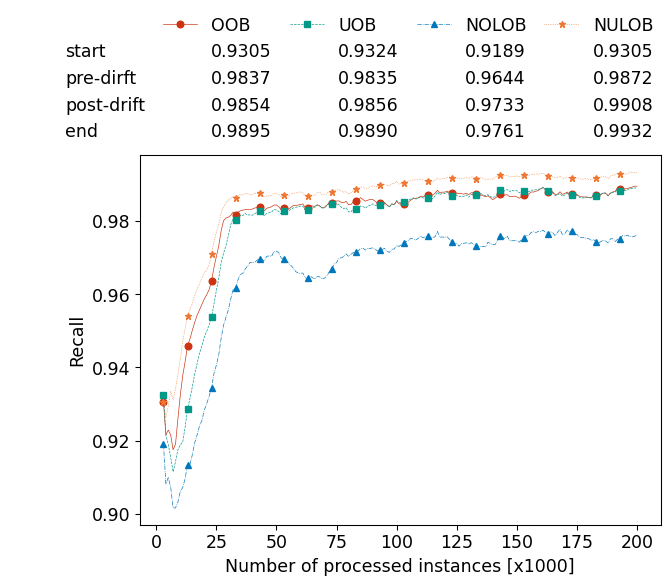 OOB UOB NOLOB NULOB
start 0.9305 0.9324 0.9189 0.9305
pre-dirft 0.9837 0.9835 0.9644 0.9872
post-drift 0.9854 0.9856 0.9733 0.9908
end 0.9895 0.9890 0.9761 0.9932
0.98
0.96
0.94
0.92
0.90
Recall
0 25 50 75 100 125 150 175 200
Number of processed instances [x1000]